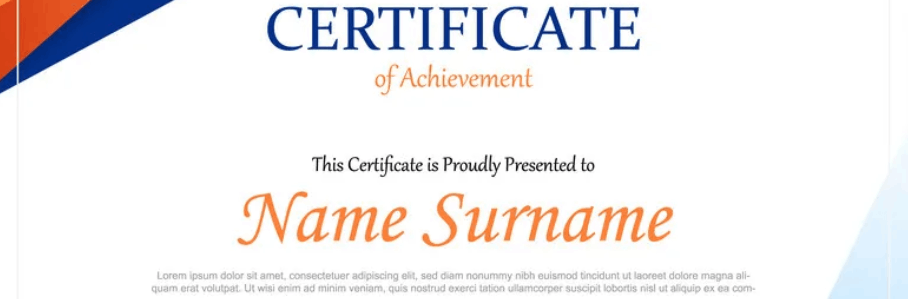 CERTIFICATE
of Achievement
This Certificate is Proudly Presented to
Name Surname
Lorem ipsum dolor sit amet, consectetuer adipiscing elit, sed diam nonummy nibh euismod tincidunt ut laoreet dolore magna ali-
quam erat volutpat. Ut wisi enim ad minim veniam, quis nostrud exerci tation ullamcorper suscipit lobortis nisl ut aliquip ex ea com-